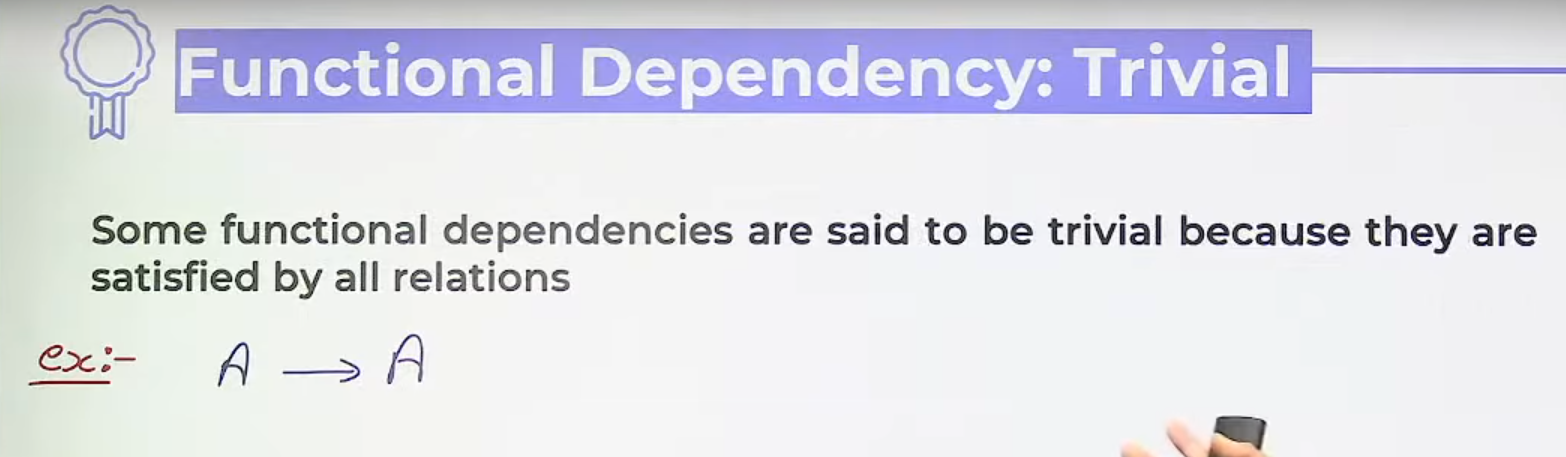 Functional Dependency: Trivial
Some functional dependencies are said to be trivial because they are
satisfied by all relations
ex:- A → A